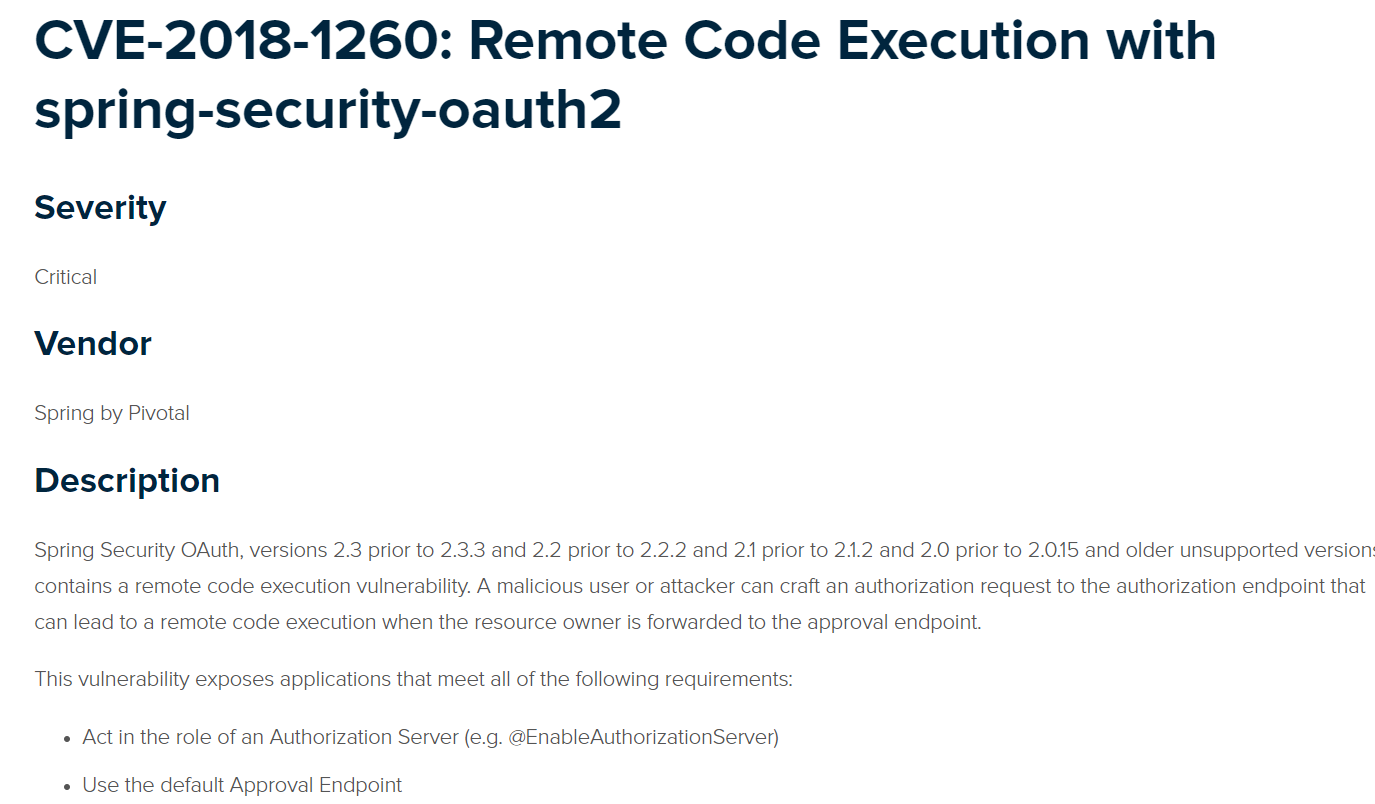 CVE-2018-1260: Remote Code Execution with
spring-security-oauth2
Severity
Critical
Vendor
Spring by Pivotal
Description
Spring Security OAuth, versions 2.3 prior to 2.3.3 and 2.2 prior to 2.2.2 and 2.1 prior to 2.1.2 and 2.0 prior to 2.0.15 and older unsupported versions
contains a remote code execution vulnerability. A malicious user or attacker can craft an authorization request to the authorization endpoint that
can lead to a remote code execution when the resource owner is forwarded to the approval endpoint.
This vulnerability exposes applications that meet all of the following requirements:
• Act in the role of an Authorization Server (e.g. @EnableAuthorizationServer)
• Use the default Approval Endpoint